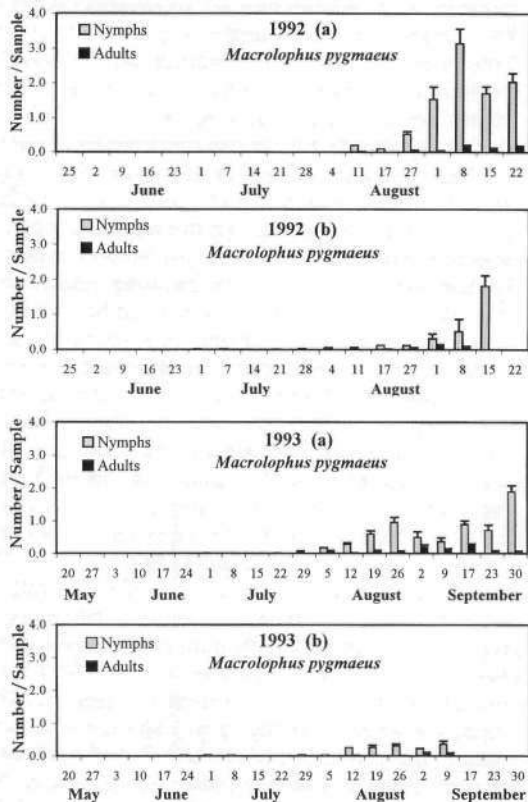 1992 (a)
Macrolophus pygmaeus
Nymphs
Adults
Number / Sample
4.0
3.0
2.0
1.0
0.0
25 2 9 16 23 1 7 14 21 28 4 11 17 27 1 8 15 22
June July August
1992 (b)
Macrolophus pygmaeus
Nymphs
Adults
Number / Sample
4.0
3.0
2.0
1.0
0.0
25 2 9 16 23 1 7 14 21 28 4 11 17 27 1 8 15 22
June July August
1993 (a)
Macrolophus pygmaeus
Nymphs
Adults
Number / Sample
4.0
3.0
2.0
1.0
0.0
20 27 3 10 17 24 1 8 15 22 29 5 12 19 26 2 9 17 23 30
May June July August September
1993 (b)
Macrolophus pygmaeus
Nymphs
Adults
Number / Sample
4.0
3.0
2.0
1.0
0.0
20 27 3 10 17 24 1 8 15 22 29 5 12 19 26 2 9 17 23 30
May June July August September